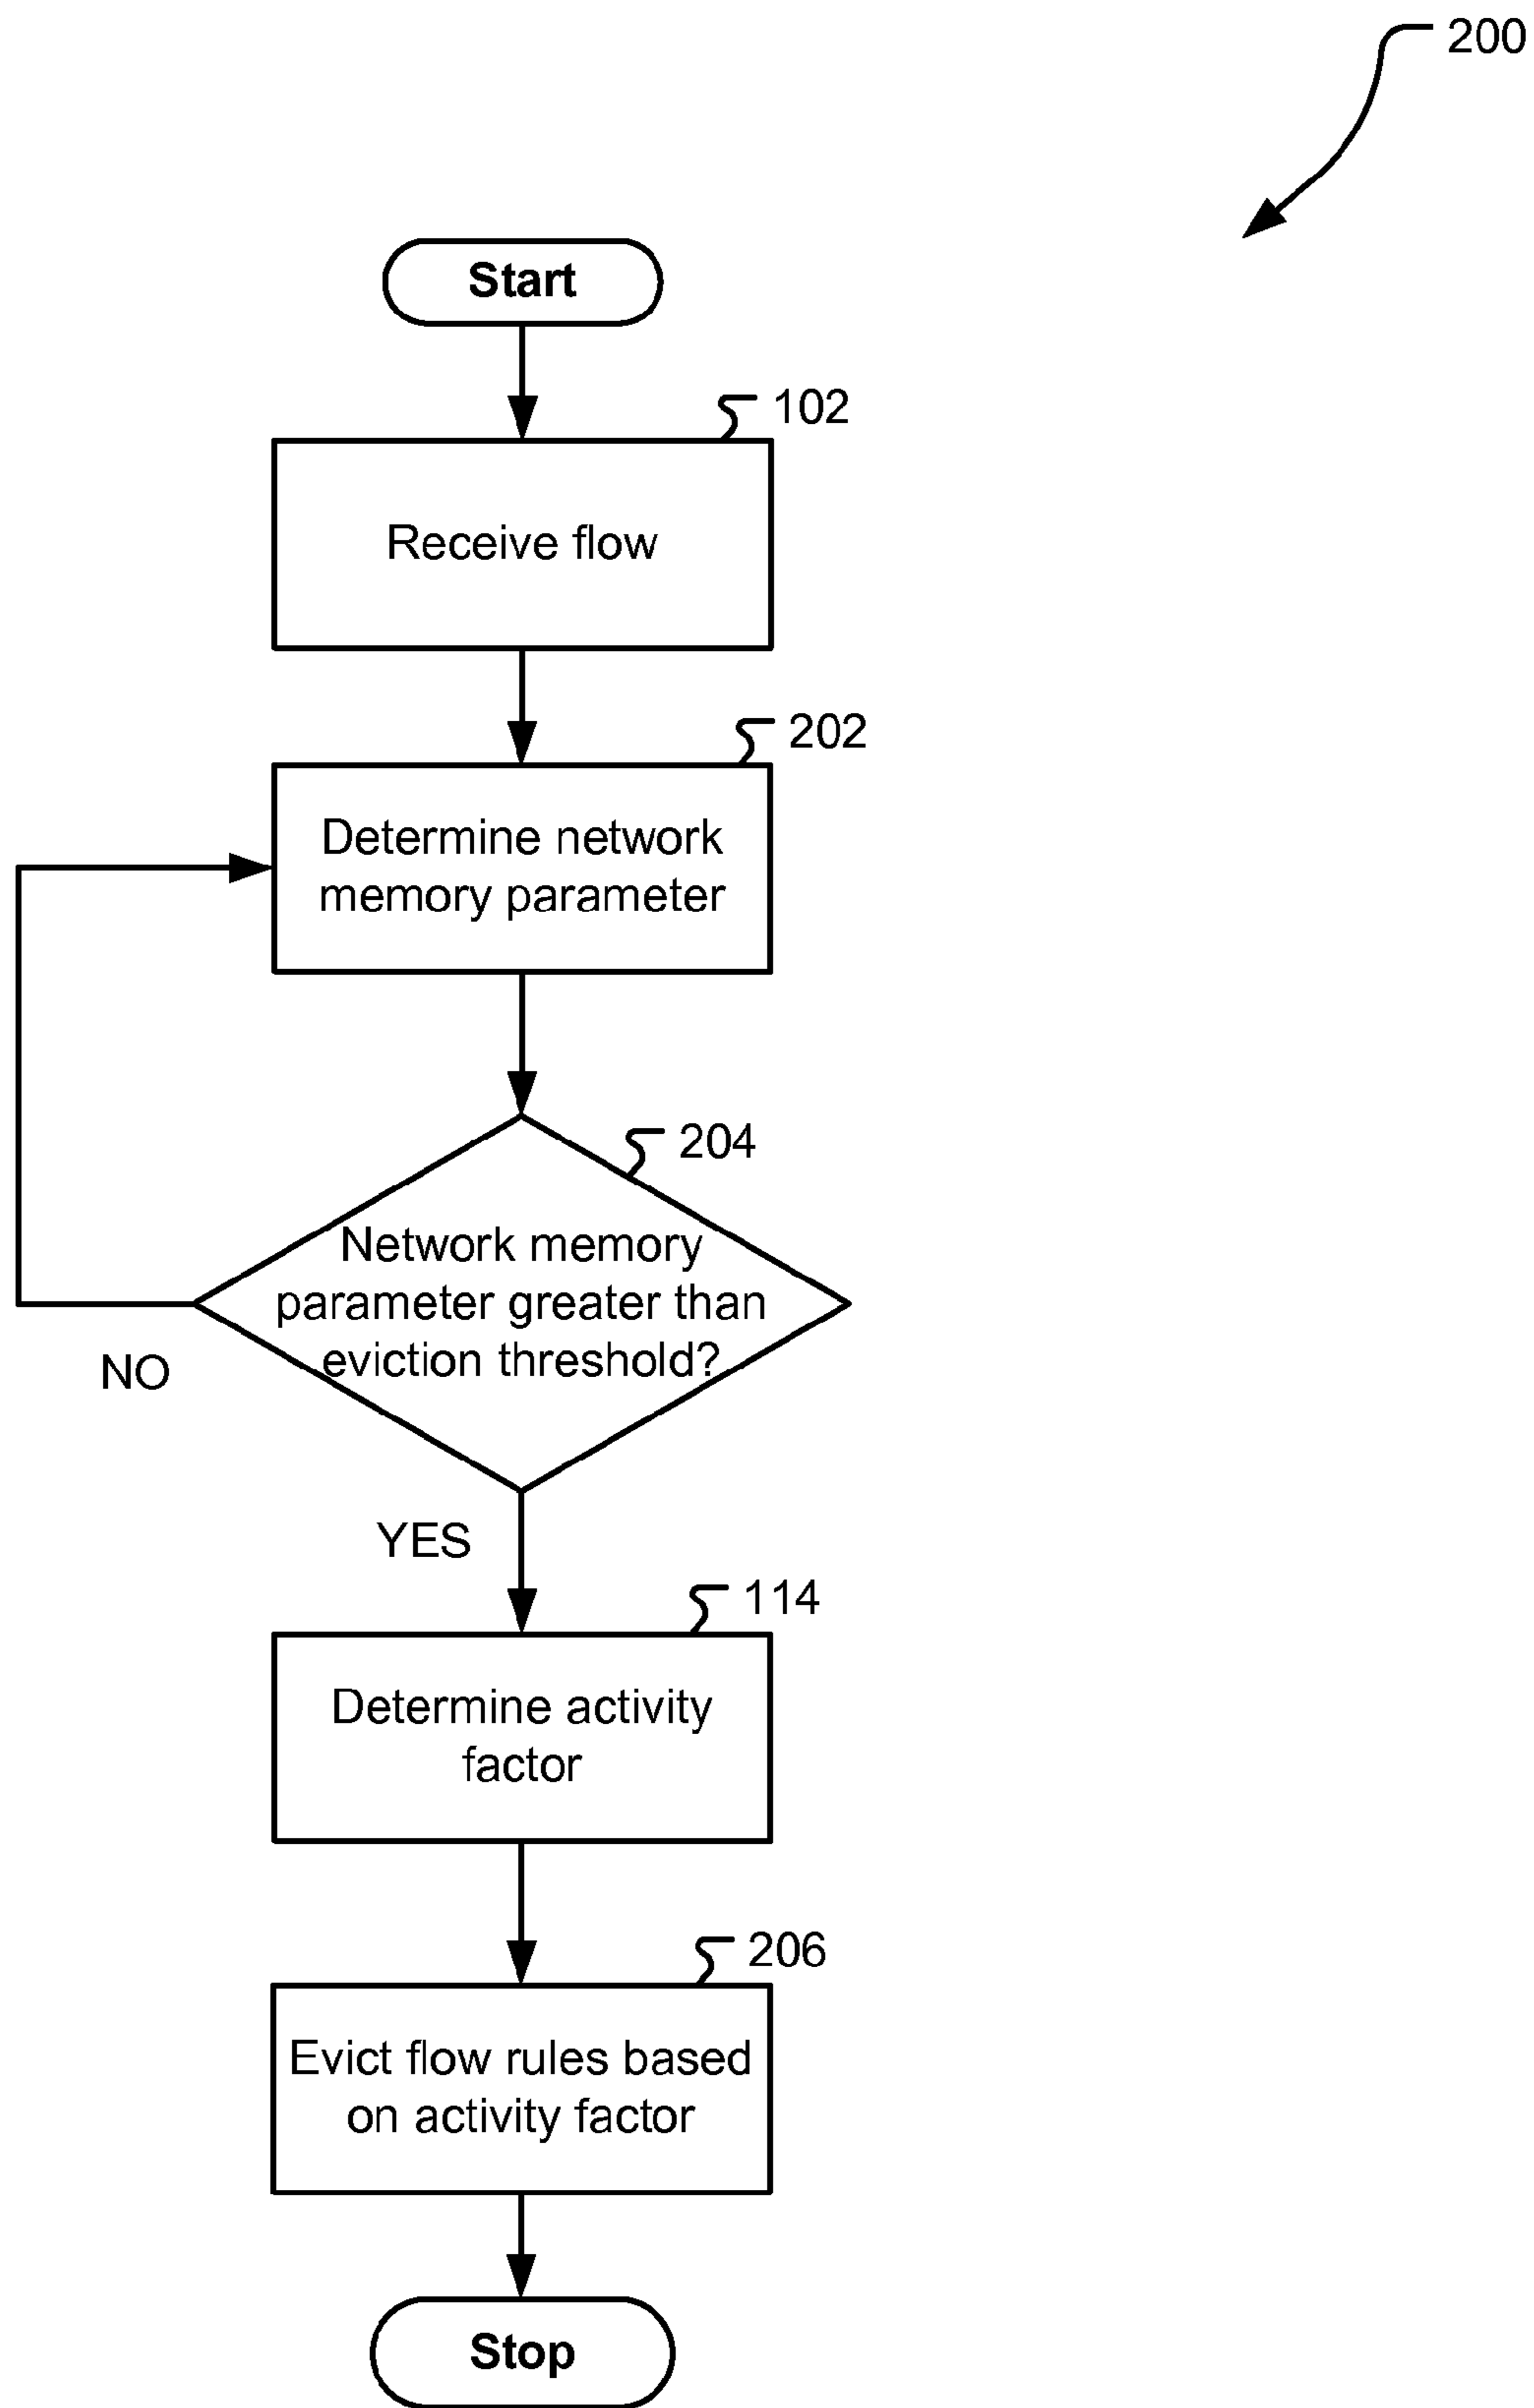 200
Start
102
Receive flow
202
Determine network
memory parameter
204
Network memory
parameter greater than
eviction threshold?
NO
YES
114
Determine activity
factor
206
Evict flow rules based
on activity factor
Stop